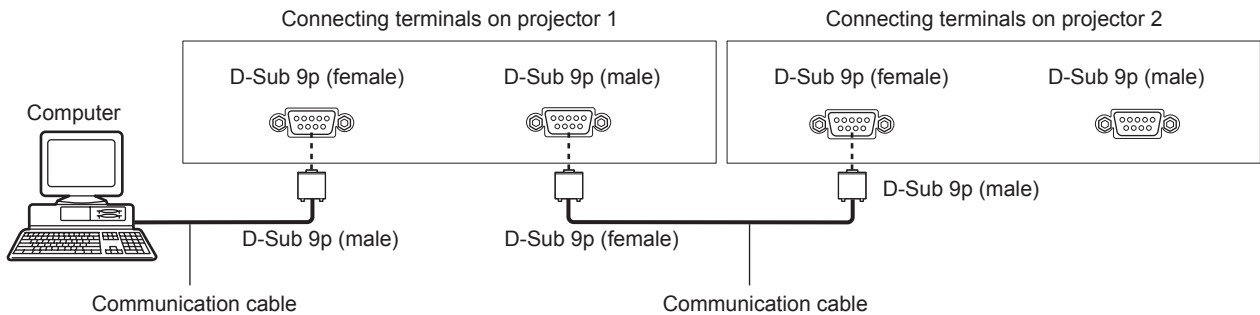 Connecting terminals on projector 1
Connecting terminals on projector 2
D-Sub 9p (female)
D-Sub 9p (male)
D-Sub 9p (female)
D-Sub 9p (male)
Computer
D-Sub 9p (male)
D-Sub 9p (male)
D-Sub 9p (female)
Communication cable
Communication cable